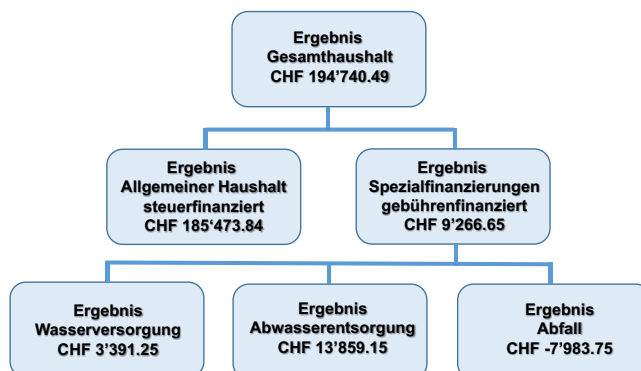 Ergebnis
Gesamthaushalt
CHF 194’740.49
Ergebnis
Allgemeiner Haushalt
steuerfinanziert
CHF 185‘473.84
Ergebnis
Spezialfinanzierungen
gebührenfinanziert
CHF 9’266.65
Ergebnis
Wasserversorgung
CHF 3’391.25
Ergebnis
Abwasserentsorgung
CHF 13’859.15
Ergebnis
Abfall
CHF -7’983.75